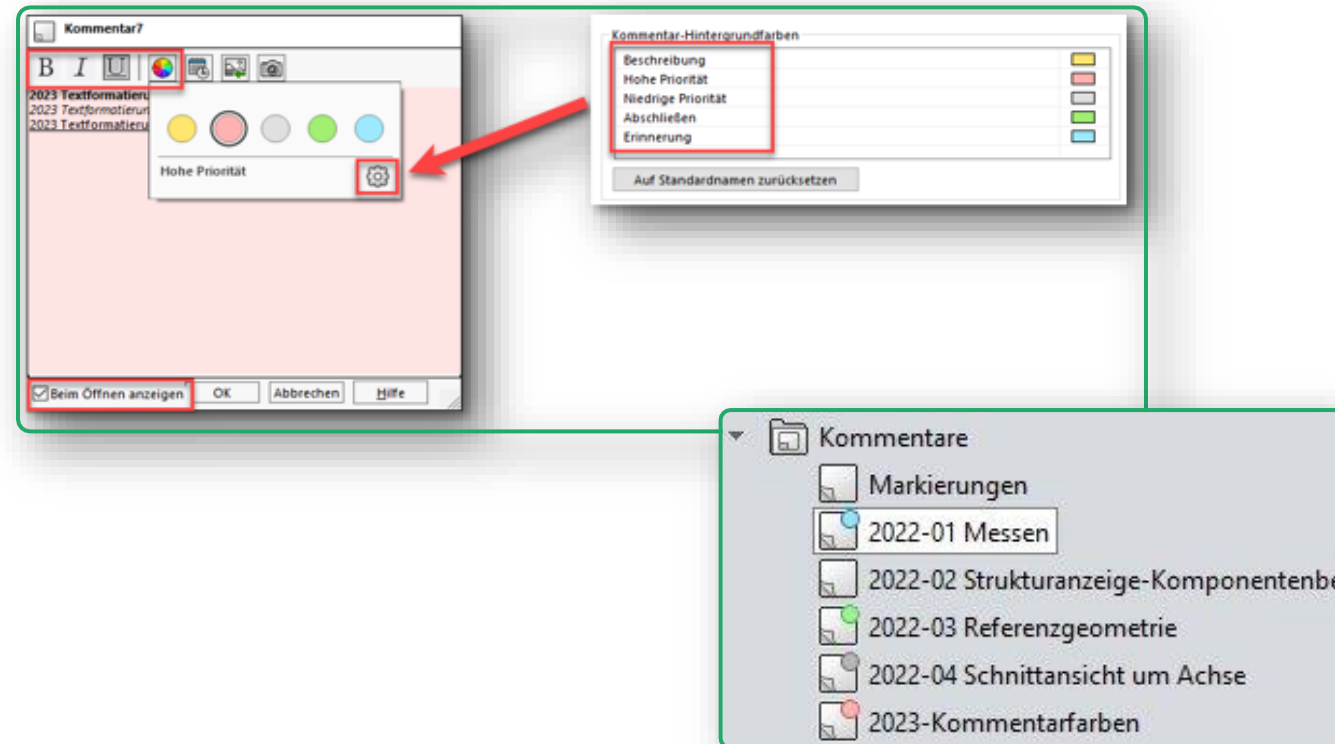 Kommentar7
B I U
2023 Textformatieru
2023 Textformatierun
2023 Textformatieru
Hohe Priorität
Beim Öffnen anzeigen
OK
Abbrechen
Hilfe
Kommentar-Hintergrundfarben
Beschreibung
Hohe Priorität
Niedrige Priorität
Abschließen
Erinnerung
Auf Standardnamen zurücksetzen
Kommentare
Markierungen
2022-01 Messen
2022-02 Strukturanzeige-Komponentenbe
2022-03 Referenzgeometrie
2022-04 Schnittansicht um Achse
2023-Kommentarfarben